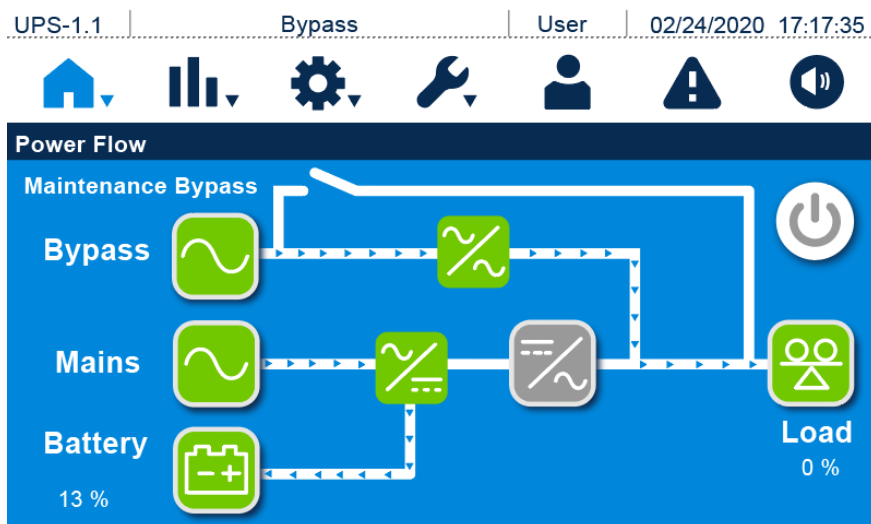 UPS-1.1 Bypass User 02/24/2020 17:17:35
Power Flow
Maintenance Bypass
Bypass
Mains
Battery
13 %
Load
0 %